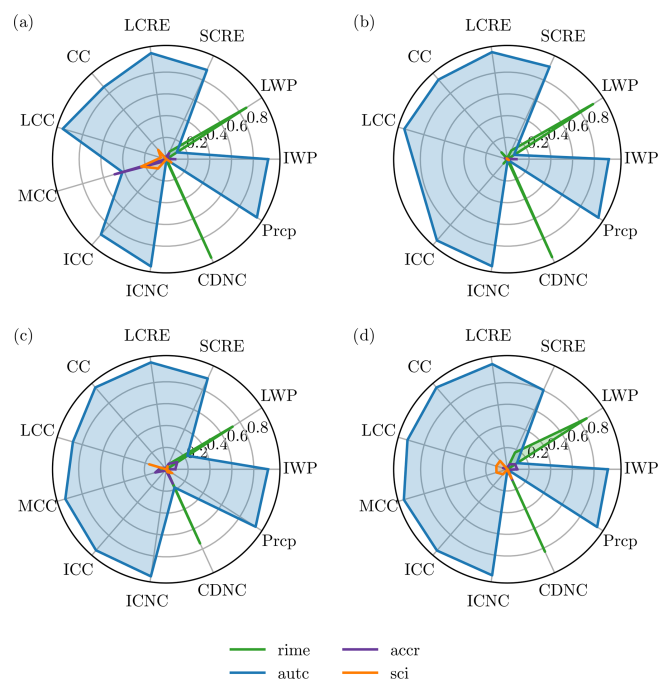 (a)
LCRE
SCRE
CC
LWP
0.8
0.6
0.4
0.2
LCC
IWP
MCC
Prcp
ICC
CDNC
ICNC
(b)
LCRE
SCRE
CC
LWP
0.8
0.6
0.4
0.2
LCC
IWP
Prcp
ICC
CDNC
ICNC
(c)
LCRE
SCRE
CC
LWP
0.8
0.6
0.4
0.2
LCC
IWP
MCC
Prcp
ICC
CDNC
ICNC
(d)
LCRE
SCRE
CC
LWP
0.8
0.6
0.4
0.2
LCC
IWP
MCC
Prcp
ICC
CDNC
ICNC
rime accr
autc sci